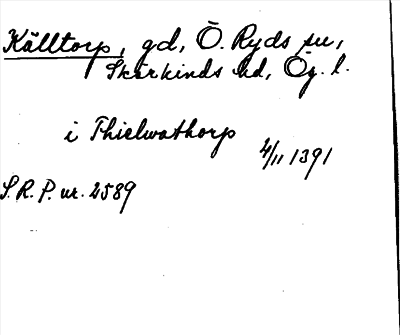 Källtorp, gd, Ö. Ryds sn,
Skärkinds hd, Ög. l.
i Thielwathorp
4/11 1391
S.R.P. nr. 2589